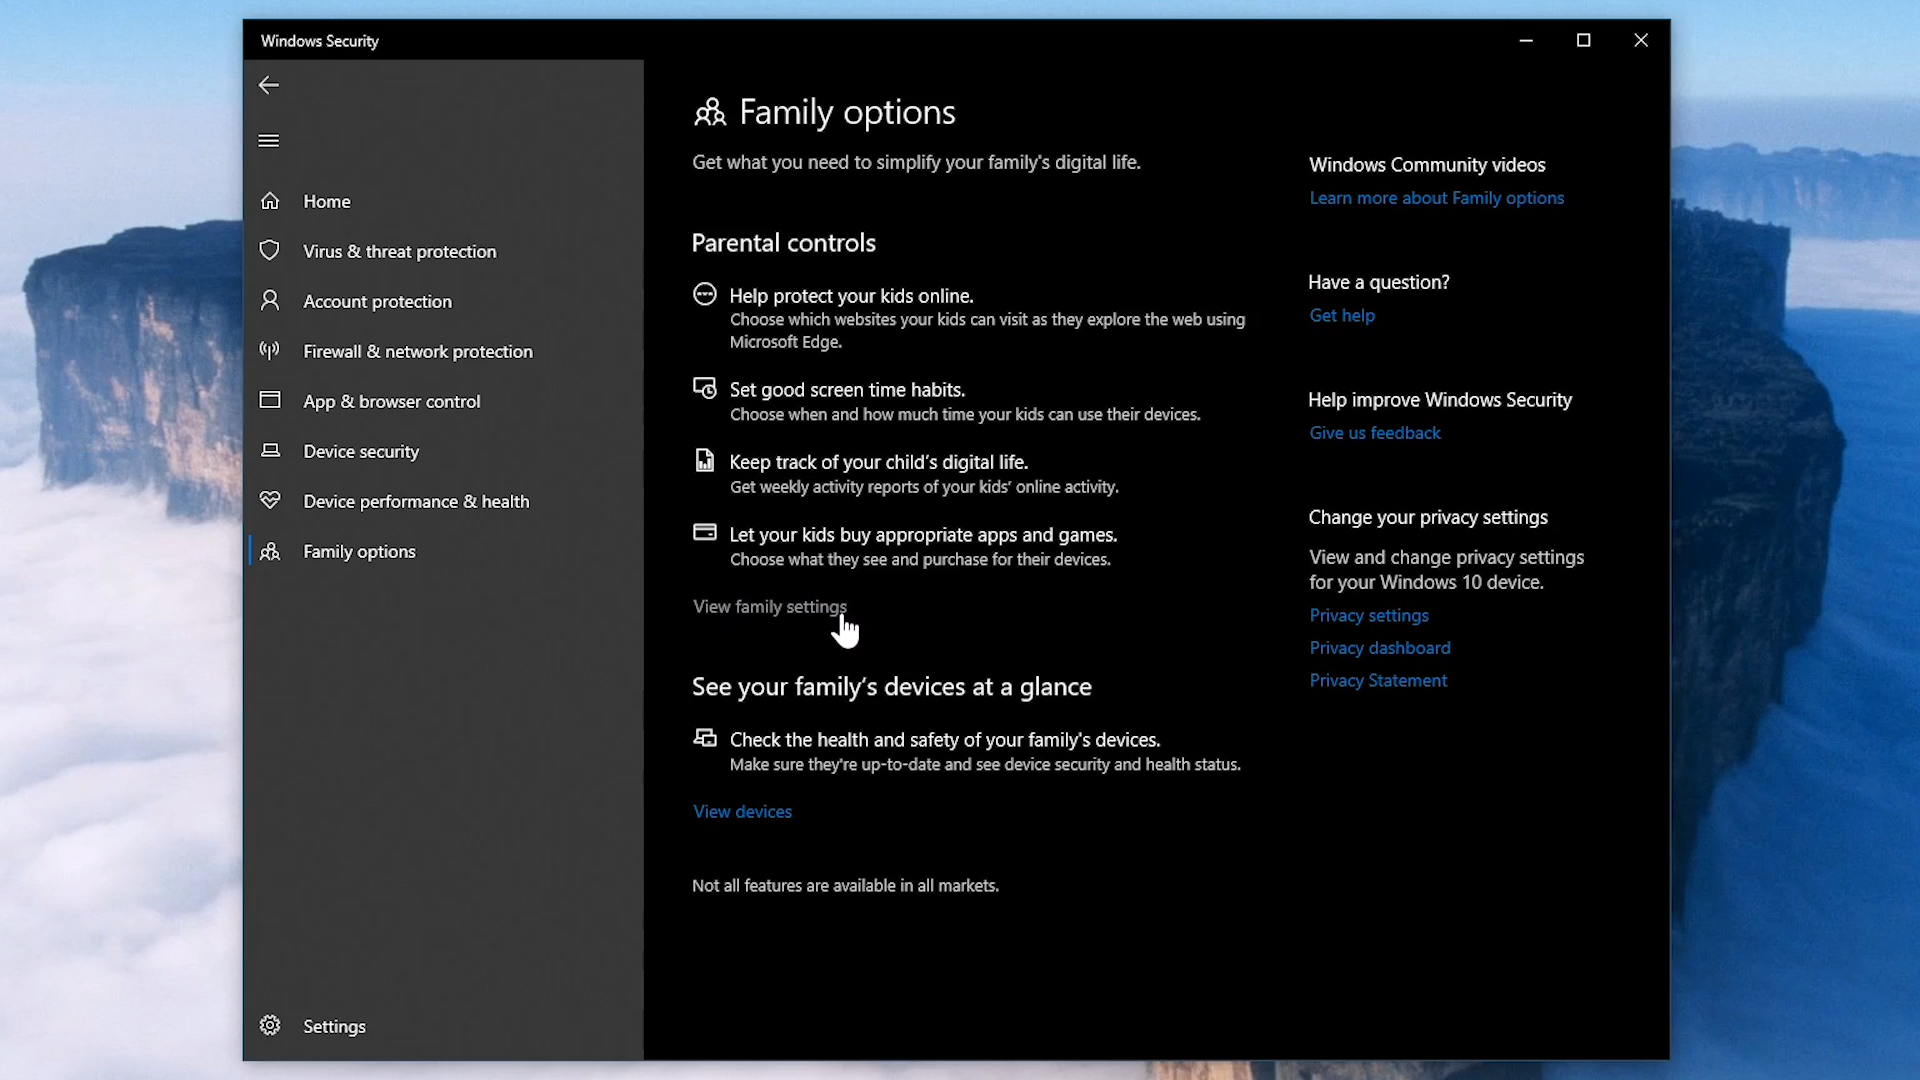 Windows Security
Home
Virus & threat protection
Account protection
Firewall & network protection
App & browser control
Device security
Device performance & health
Family options
Settings
Family options
Get what you need to simplify your family's digital life.
Parental controls
Help protect your kids online.
Choose which websites your kids can visit as they explore the web using
Microsoft Edge.
Set good screen time habits.
Choose when and how much time your kids can use their devices.
Keep track of your child’s digital life.
Get weekly activity reports of your kids’ online activity.
Let your kids buy appropriate apps and games.
Choose what they see and purchase for their devices.
View family settings
See your family’s devices at a glance
Check the health and safety of your family's devices.
Make sure they're up-to-date and see device security and health status.
View devices
Not all features are available in all markets.
Windows Community videos
Learn more about Family options
Have a question?
Get help
Help improve Windows Security
Give us feedback
Change your privacy settings
View and change privacy settings
for your Windows 10 device.
Privacy settings
Privacy dashboard
Privacy Statement